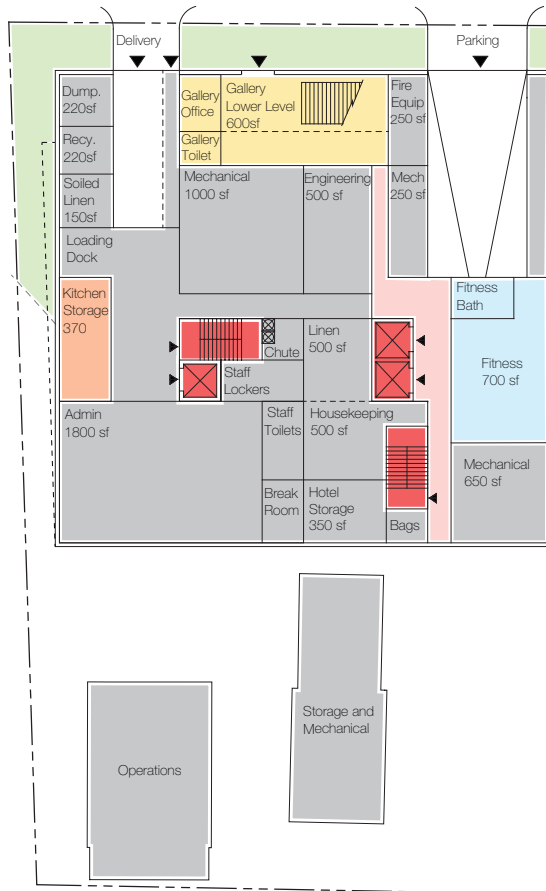 Delivery
Parking
Dump.
220sf
Gallery
Office
Gallery
Lower Level
600sf
Fire
Equip
250 sf
Recy.
220sf
Gallery
Toilet
Soiled
Linen
150sf
Mechanical
1000 sf
Engineering
500 sf
Mech
250 sf
Loading
Dock
Kitchen
Storage
370
Fitness
Bath
Linen
500 sf
Chute
Staff
Lockers
Fitness
700 sf
Admin
1800 sf
Staff
Toilets
Housekeeping
500 sf
Mechanical
650 sf
Break
Room
Hotel
Storage
350 sf
Bags
Storage and
Mechanical
Operations